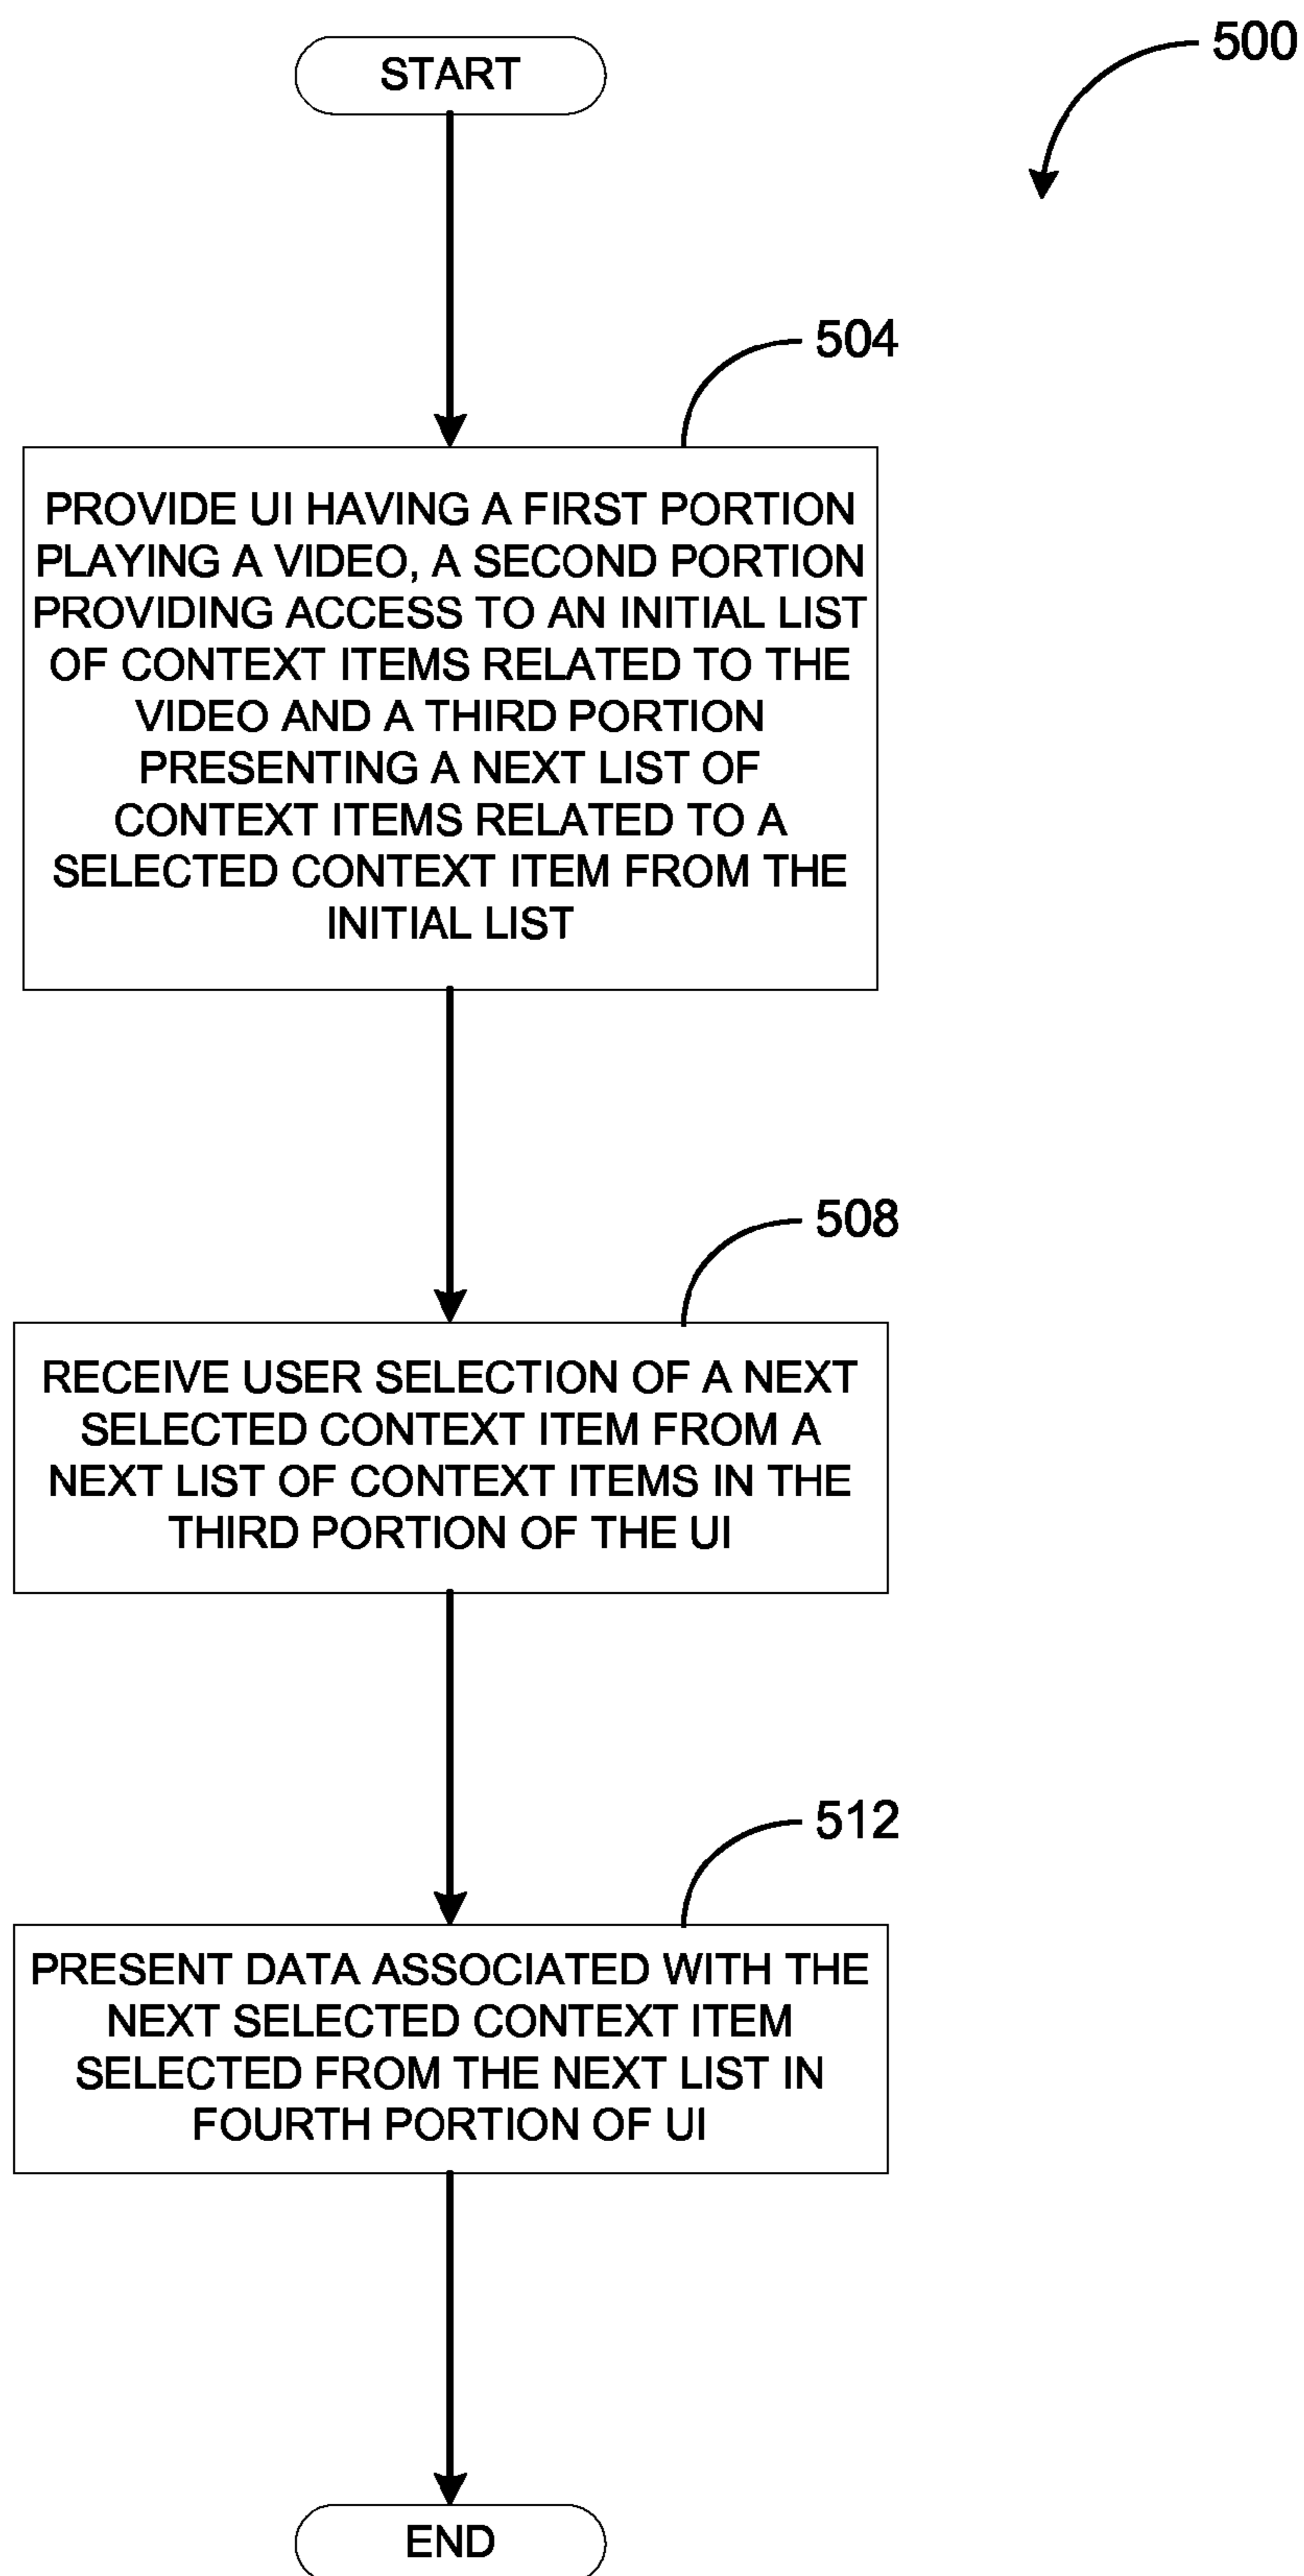 START
500
504
PROVIDE UI HAVING A FIRST PORTION
PLAYING A VIDEO, A SECOND PORTION
PROVIDING ACCESS TO AN INITIAL LIST
OF CONTEXT ITEMS RELATED TO THE
VIDEO AND A THIRD PORTION
PRESENTING A NEXT LIST OF
CONTEXT ITEMS RELATED TO A
SELECTED CONTEXT ITEM FROM THE
INITIAL LIST
508
RECEIVE USER SELECTION OF A NEXT
SELECTED CONTEXT ITEM FROM A
NEXT LIST OF CONTEXT ITEMS IN THE
THIRD PORTION OF THE UI
512
PRESENT DATA ASSOCIATED WITH THE
NEXT SELECTED CONTEXT ITEM
SELECTED FROM THE NEXT LIST IN
FOURTH PORTION OF UI
END